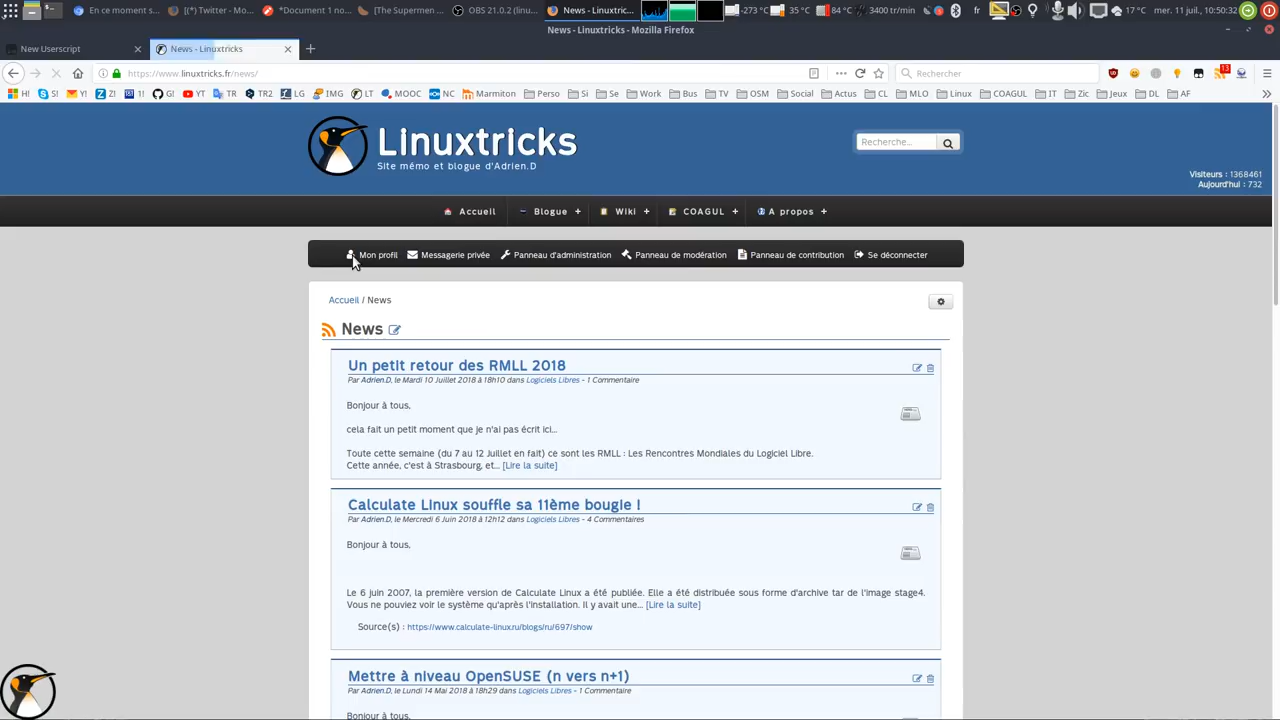 En ce moment s
[(*) Twitter - Mo
*Document 1 no
(The Supermen
OBS 21.0.2 (linu
News - Linuxtric
-273 °C
35 °C
84 °C
3400 tr/min
fr
17 °C
mer. 11 juil., 10:50:32
News - Linuxtricks - Mozilla Firefox
New Userscript
News - Linuxtricks
https://www.linuxtricks.fr/news/
Rechercher
13
H! S! Y! Z! 1! G! YT TR TR2 LG IMG LT MOOC NC Marmiton Perso Si Se Work Bus TV OSM Social Actus CL MLO Linux COAGUL IT Zic Jeux DL AF
Linuxtricks
Site mémo et blogue d'Adrien.D
Recherche...
Visiteurs : 1368461
Aujourd'hui : 732
Accueil Blogue + Wiki + COAGUL + A propos +
Mon profil Messagerie privée Panneau d'administration Panneau de modération Panneau de contribution Se déconnecter
Accueil / News
News
Un petit retour des RMLL 2018
Par Adrien.D, le Mardi 10 Juillet 2018 à 18h10 dans Logiciels Libres - 1 Commentaire
Bonjour à tous,
cela fait un petit moment que je n'ai pas écrit ici...
Toute cette semaine (du 7 au 12 Juillet en fait) ce sont les RMLL : Les Rencontres Mondiales du Logiciel Libre.
Cette année, c'est à Strasbourg, et... [Lire la suite]
Calculate Linux souffle sa 11ème bougie !
Par Adrien.D, le Mercredi 6 Juin 2018 à 12h12 dans Logiciels Libres - 4 Commentaires
Bonjour à tous,
Le 6 juin 2007, la première version de Calculate Linux a été publiée. Elle a été distribuée sous forme d'archive tar de l'image stage4.
Vous ne pouviez voir le système qu'après l'installation. Il y avait une... [Lire la suite]
Source(s) : https://www.calculate-linux.ru/blogs/ru/697/show
Mettre à niveau OpenSUSE (n vers n+1)
Par Adrien.D, le Lundi 14 Mai 2018 à 18h29 dans Logiciels Libres - 1 Commentaire
Bonjour à tous,